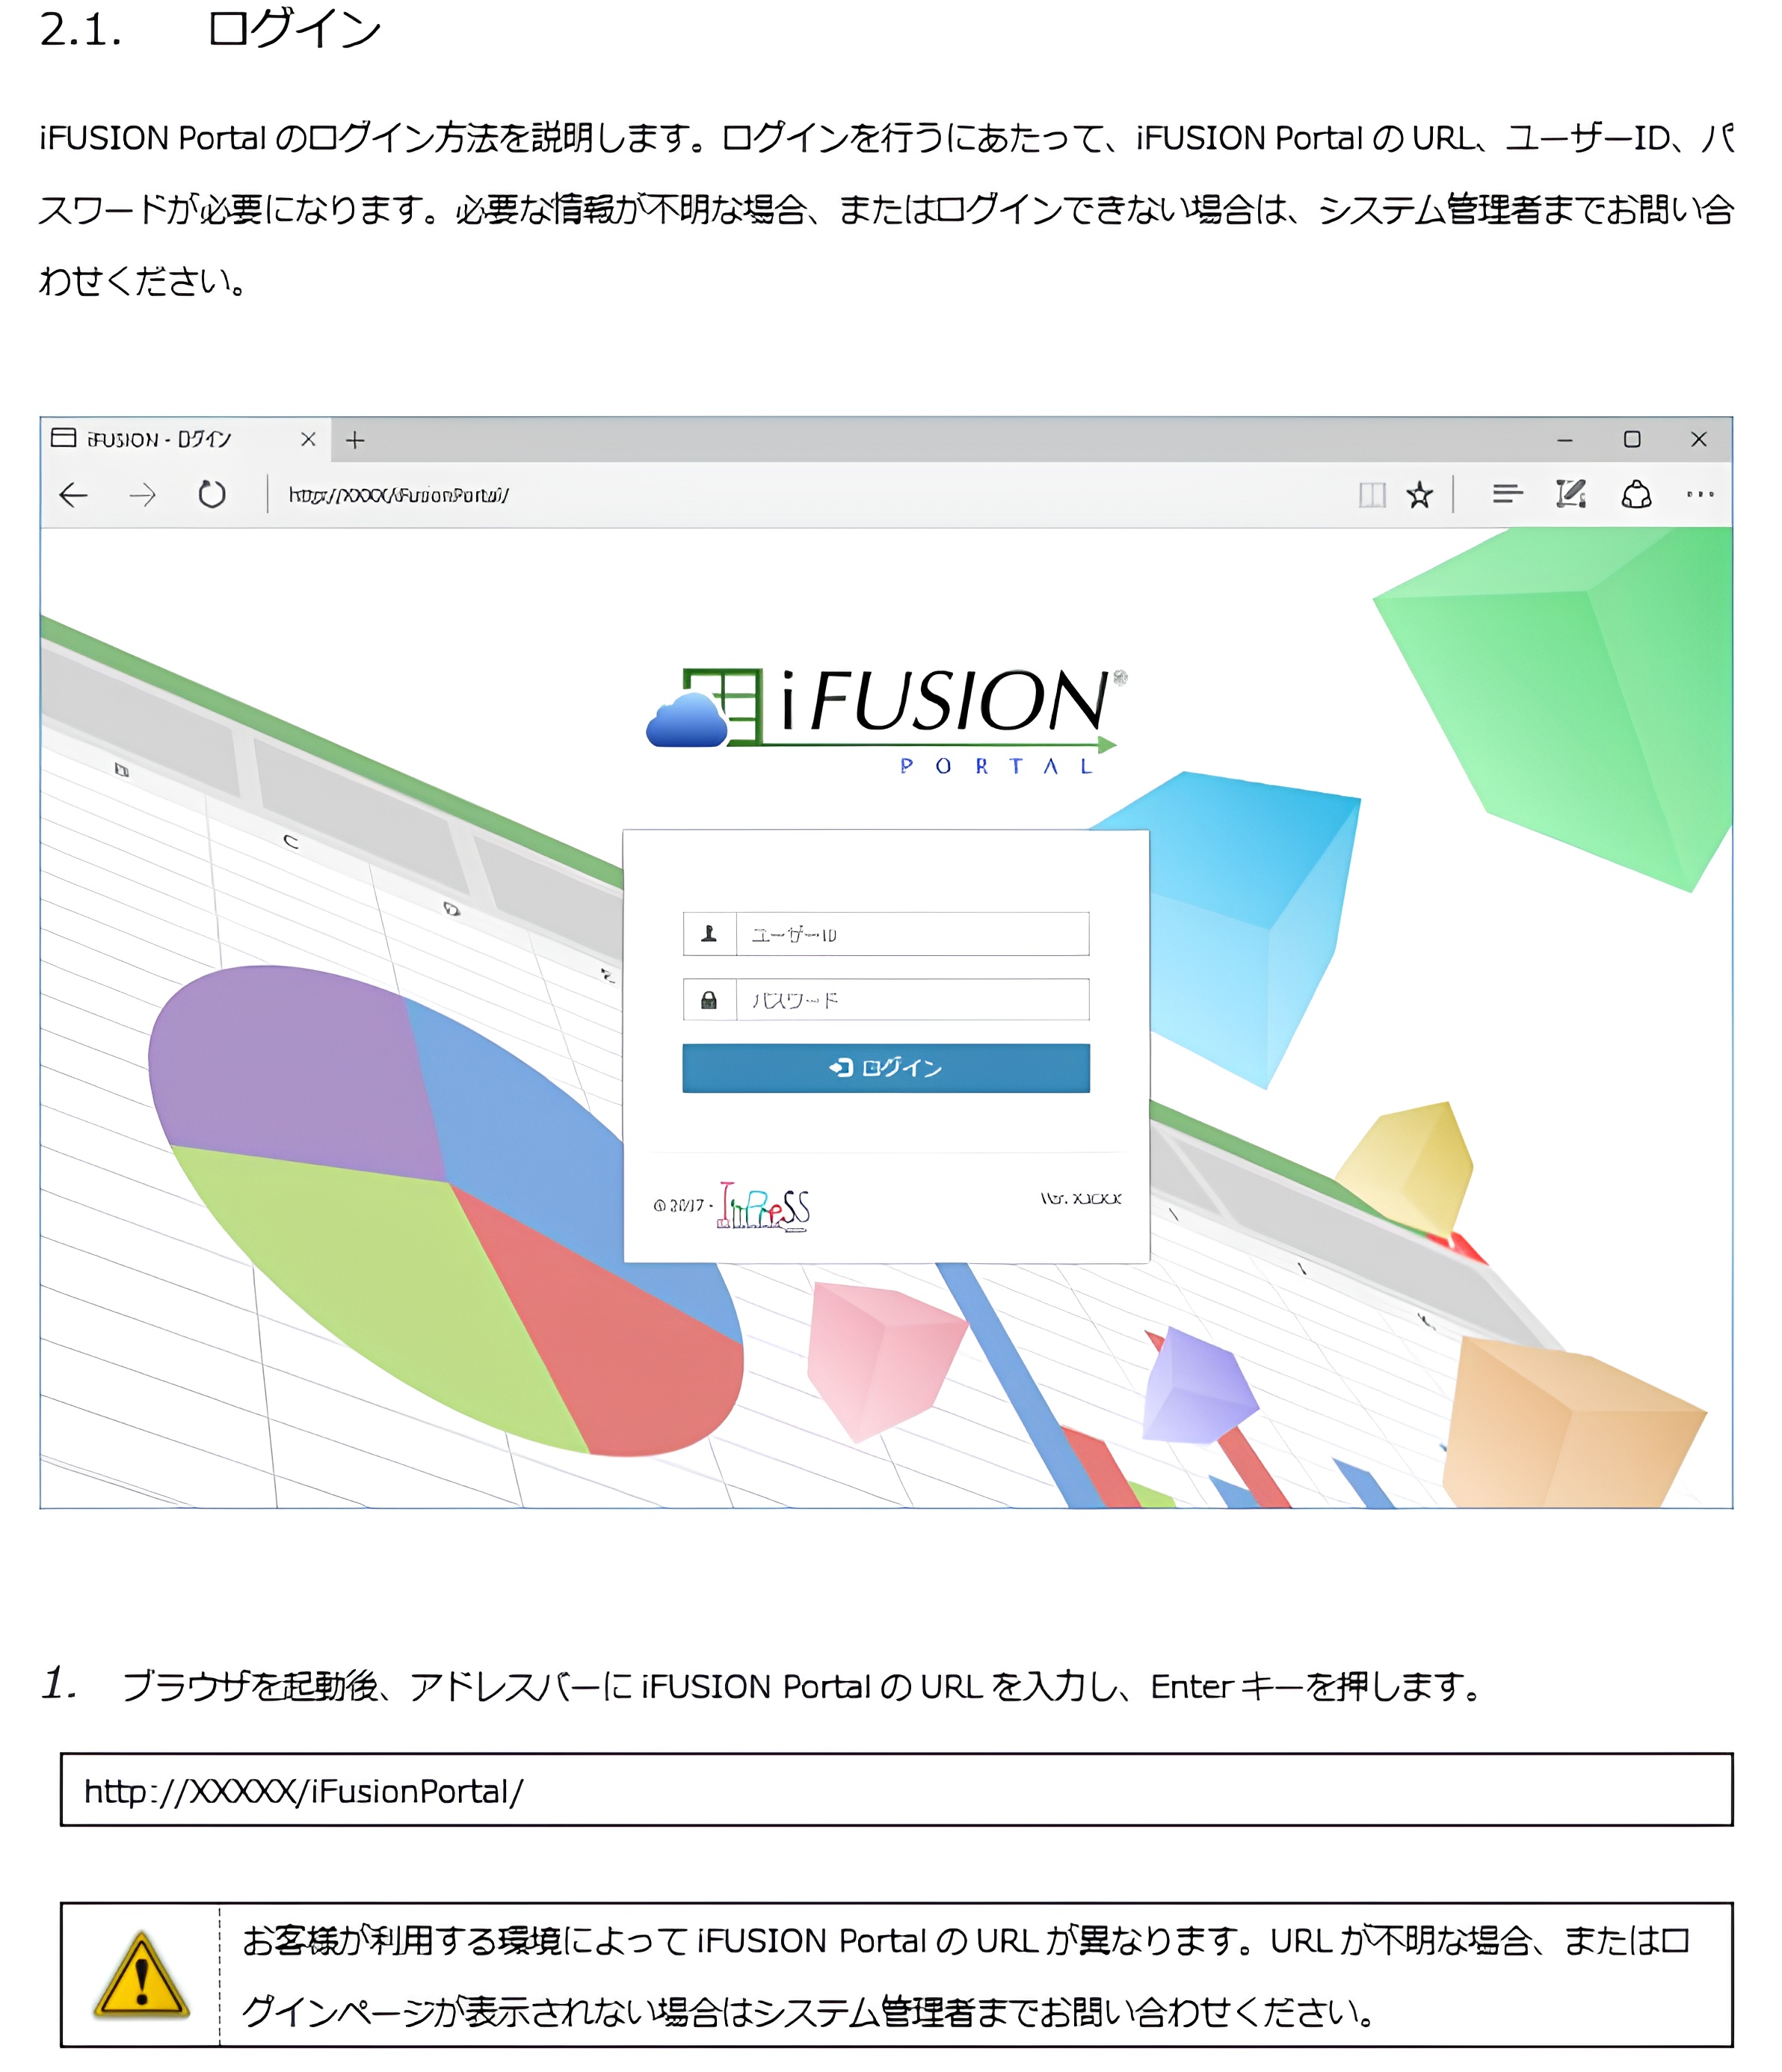 2.1. ログイン
iFUSION Portal のログイン方法を説明します。ログインを行うにあたって、iFUSION Portal の URL、ユーザーID、パ
スワードが必要になります。必要な情報が不明な場合、またはログインできない場合は、システム管理者までお問い合
わせください。
iFUSION - ログイン
http://XXXXX/iFusionPortal/
iFUSION®
PORTAL
C
D
ユーザーID
パスワード
ログイン
© 2017 -
1. ブラウザを起動後、アドレスバーに iFUSION Portal の URL を入力し、Enter キーを押します。
http://XXXXX/iFusionPortal/
お客様が利用する環境によって iFUSION Portal の URL が異なります。URL が不明な場合、またはロ
グインページが表示されない場合はシステム管理者までお問い合わせください。